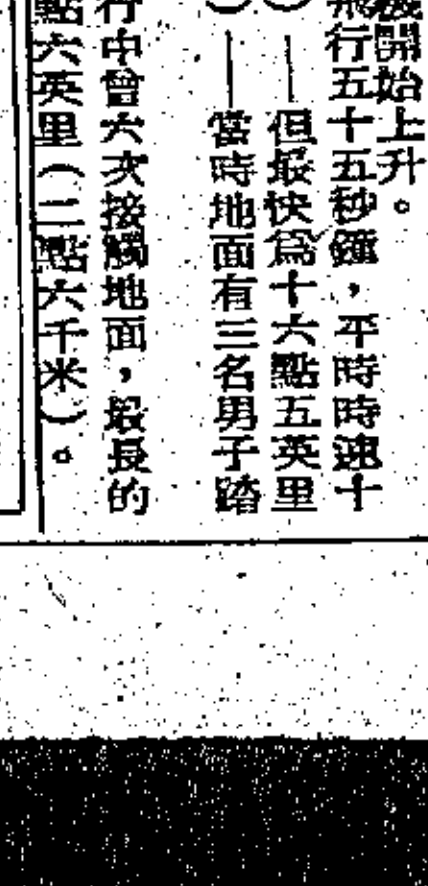 機開始上升。
飛行五十五秒鐘，平時時速十
）——但最快爲十六點五英里
）——當時地面有三名男子踏
行中曾六次接觸地面，最長的
點六英里（二點六千米）。